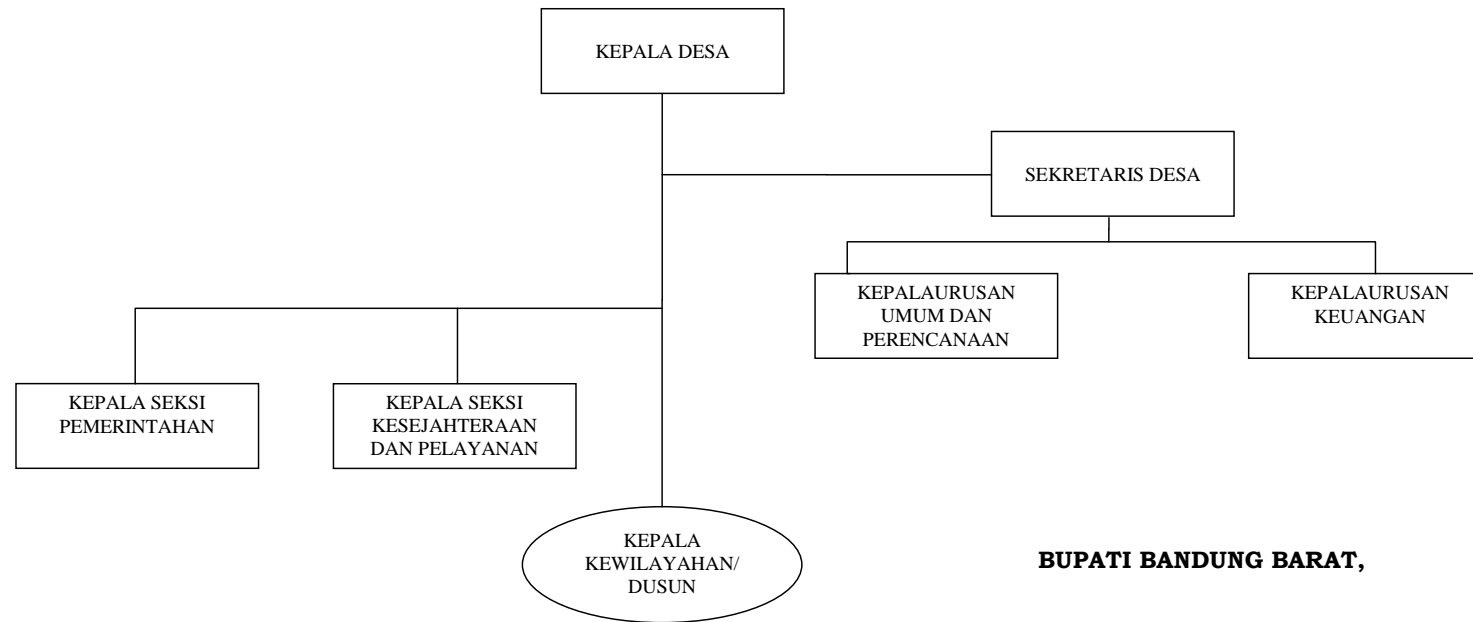 KEPALA DESA
SEKRETARIS DESA
KEPALAURUSAN
UMUM DAN
PERENCANAAN
KEPALAURUSAN
KEUANGAN
KEPALA SEKSI
PEMERINTAHAN
KEPALA SEKSI
KESEJAHTERAAN
DAN PELAYANAN
KEPALA
KEWILAYAHAN/
DUSUN
BUPATI BANDUNG BARAT,